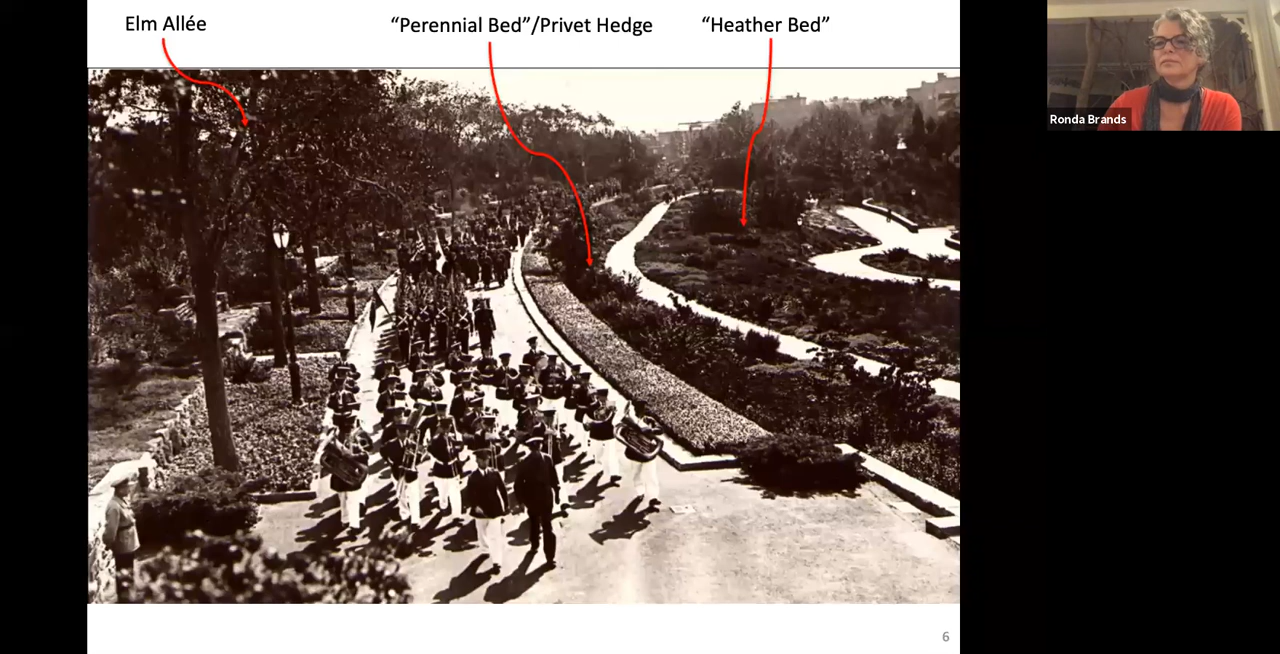 Elm Allée
“Perennial Bed”/Privet Hedge
“Heather Bed”
Ronda Brands
6